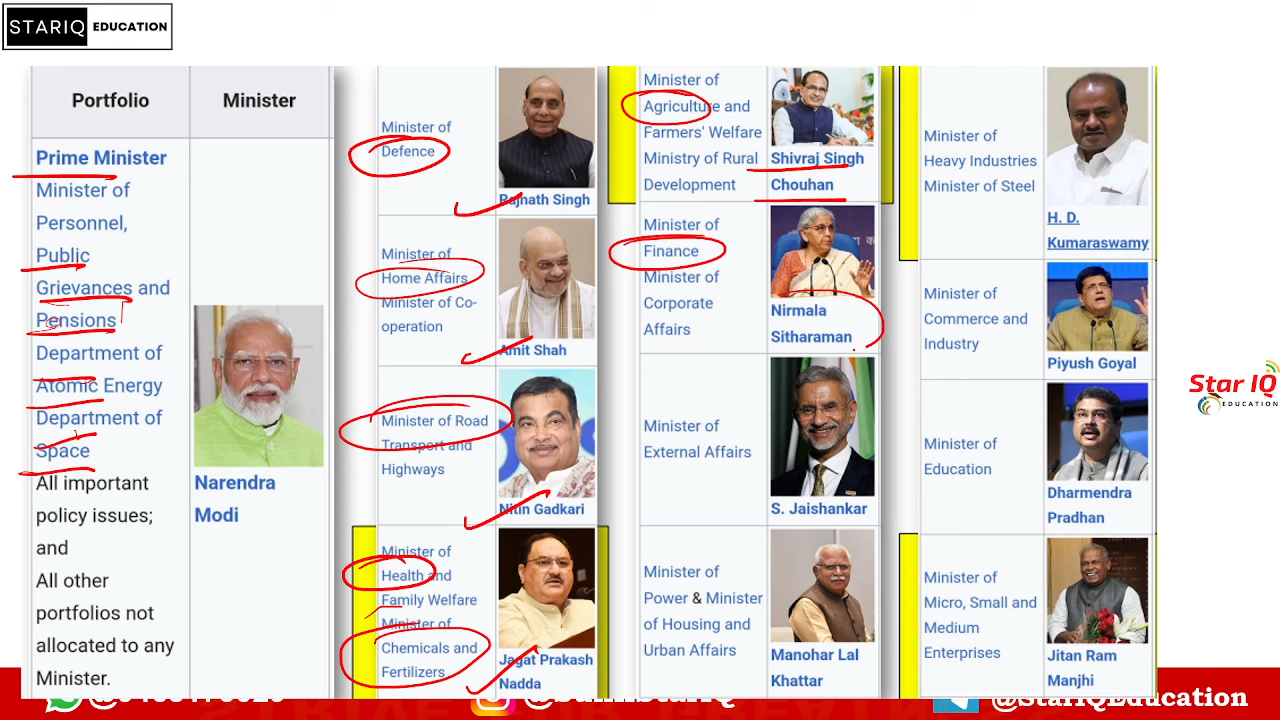 STARIQ EDUCATION
Portfolio
Minister
Prime Minister
Minister of
Personnel,
Public
Grievances and
Pensions
Department of
Atomic Energy
Department of
Space
All important
policy issues;
and
All other
portfolios not
allocated to any
Minister.
Narendra
Modi
Minister of
Defence
Rajnath Singh
Minister of
Home Affairs
Minister of Co-
operation
Amit Shah
Minister of Road
Transport and
Highways
Nitin Gadkari
Minister of
Health and
Family Welfare
Minister of
Chemicals and
Fertilizers
Jagat Prakash
Nadda
Minister of
Agriculture and
Farmers' Welfare
Ministry of Rural
Development
Shivraj Singh
Chouhan
Minister of
Finance
Minister of
Corporate
Affairs
Nirmala
Sitharaman
Minister of
External Affairs
S. Jaishankar
Minister of
Power & Minister
of Housing and
Urban Affairs
Manohar Lal
Khattar
Minister of
Heavy Industries
Minister of Steel
H. D.
Kumaraswamy
Minister of
Commerce and
Industry
Piyush Goyal
Minister of
Education
Dharmendra
Pradhan
Minister of
Micro, Small and
Medium
Enterprises
Jitan Ram
Manjhi
Star IQ
EDUCATION
@StarIQEducation